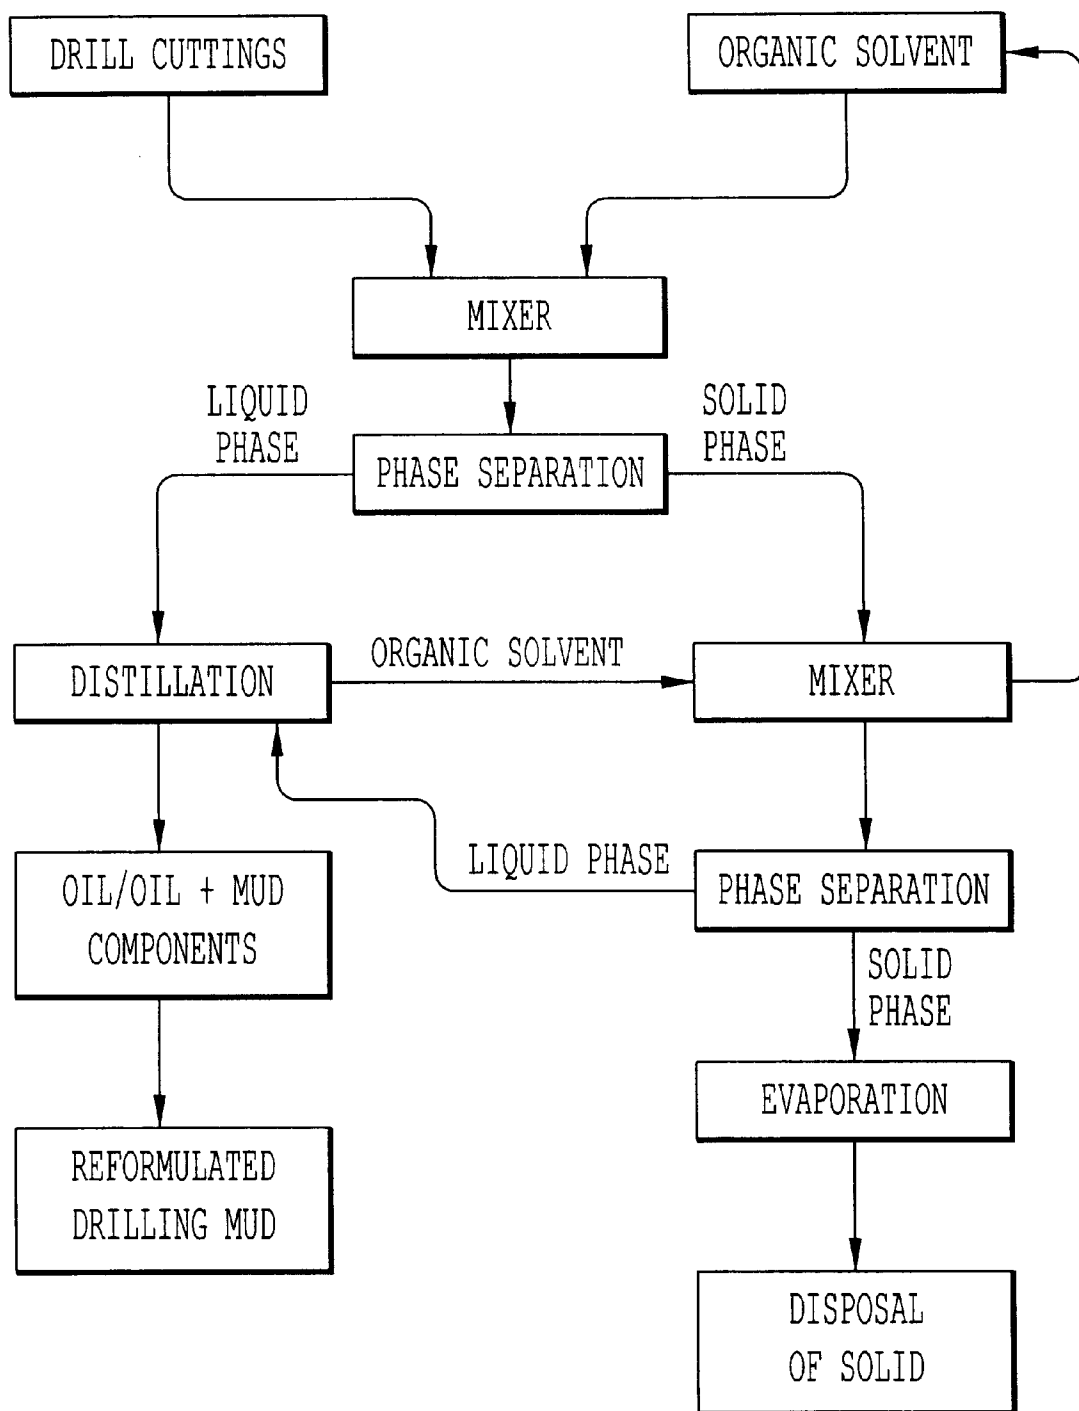 DRILL CUTTINGS
ORGANIC SOLVENT
MIXER
LIQUID
PHASE
SOLID
PHASE
PHASE SEPARATION
ORGANIC SOLVENT
DISTILLATION
MIXER
LIQUID PHASE
OIL/OIL + MUD
COMPONENTS
PHASE SEPARATION
SOLID
PHASE
EVAPORATION
REFORMULATED
DRILLING MUD
DISPOSAL
OF SOLID